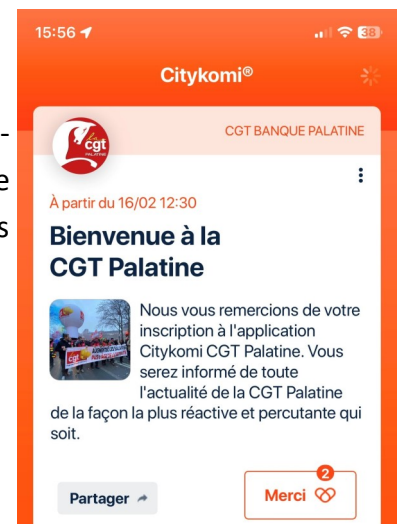 15:56
38
Citykomi®
-
e
s
cgt
PALATINE
CGT BANQUE PALATINE
À partir du 16/02 12:30
Bienvenue à la
CGT Palatine
cgt
Nous vous remercions de votre
inscription à l'application
Citykomi CGT Palatine. Vous
serez informé de toute
l'actualité de la CGT Palatine
de la façon la plus réactive et percutante qui
soit.
Partager
Merci
2